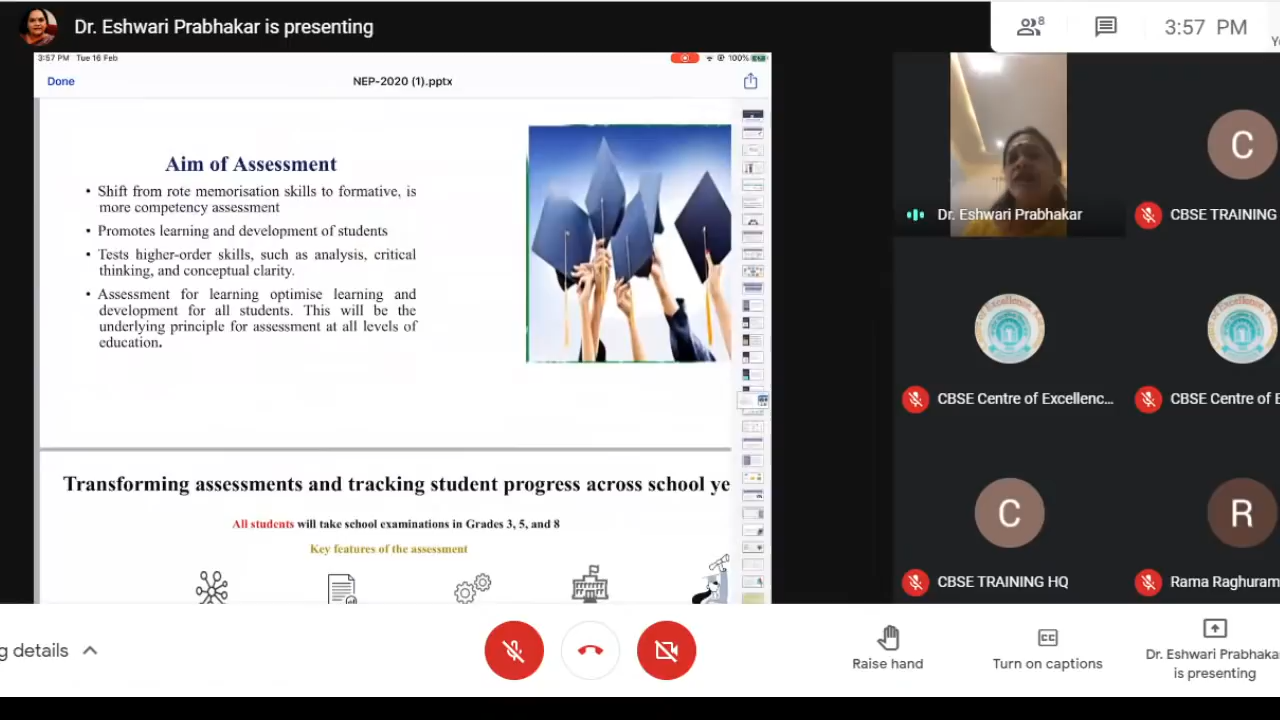 Dr. Eshwari Prabhakar is presenting
8
3:57 PM
3:57 PM Tue 16 Feb
100%
Done
NEP-2020 (1).pptx
Aim of Assessment
• Shift from rote memorisation skills to formative, is
more competency assessment
• Promotes learning and development of students
• Tests higher-order skills, such as analysis, critical
thinking, and conceptual clarity.
• Assessment for learning optimise learning and
development for all students. This will be the
underlying principle for assessment at all levels of
education.
Transforming assessments and tracking student progress across school ye
All students will take school examinations in Grades 3, 5, and 8
Key features of the assessment
Dr. Eshwari Prabhakar
C
CBSE TRAINING
CBSE Centre of Excellenc...
CBSE Centre of E
C
CBSE TRAINING HQ
R
Rama Raghuram
g details
Raise hand
CC
Turn on captions
Dr. Eshwari Prabhaka
is presenting